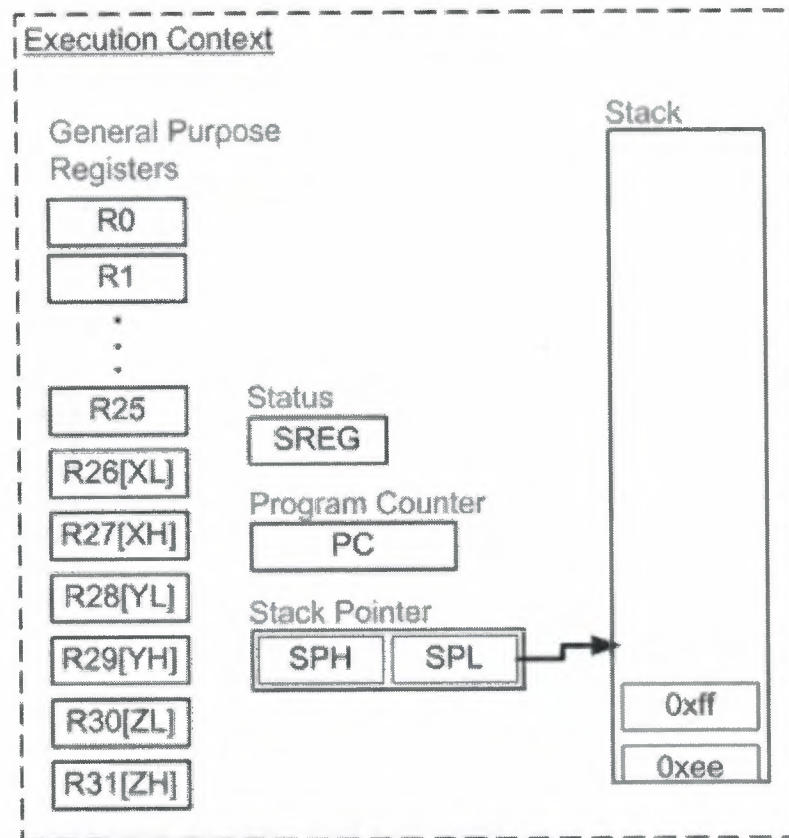 Execution Context
Stack
General Purpose
Registers
R0
R1
R25
Status
SREG
R26[XL]
Program Counter
R27[XH]
PC
R28[YL]
Stack Pointer
R29[YH]
SPH
SPL
R30[ZL]
0xff
R31[ZH]
0xee